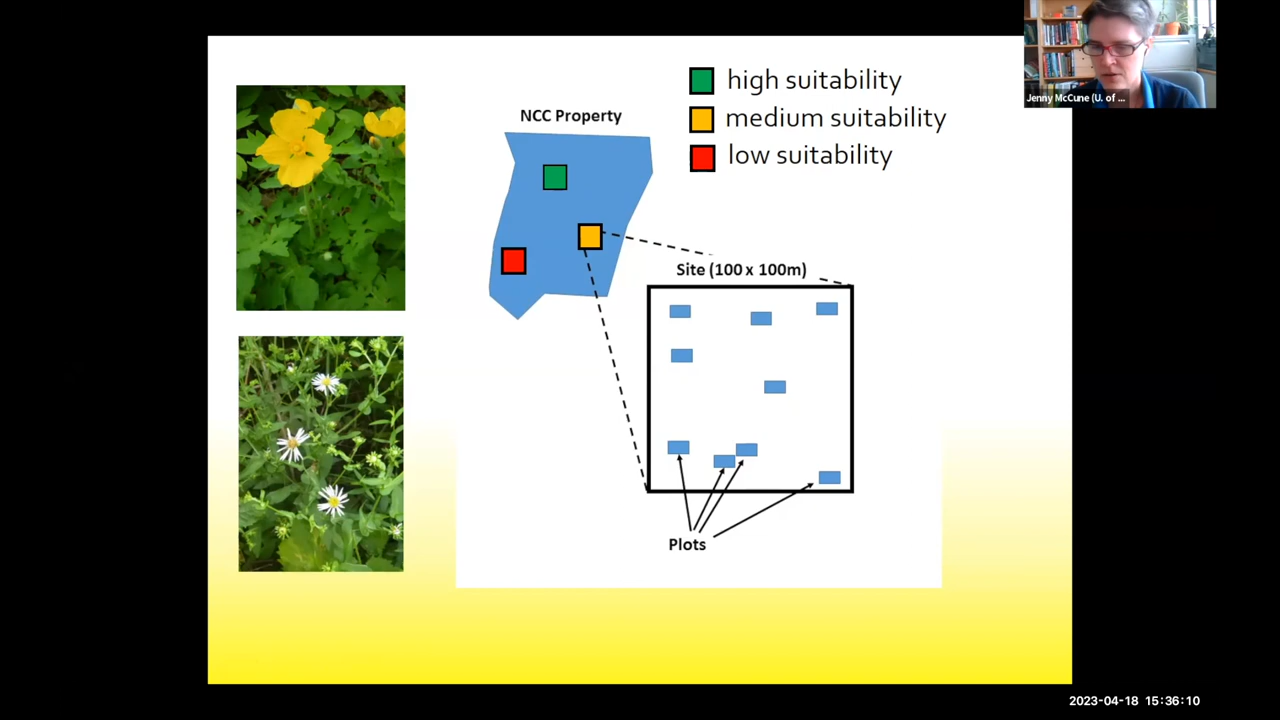 high suitability
NCC Property
medium suitability
low suitability
Jenny McCune (U. of ...
Site (100 x 100m)
Plots
2023-04-18 15:36:10